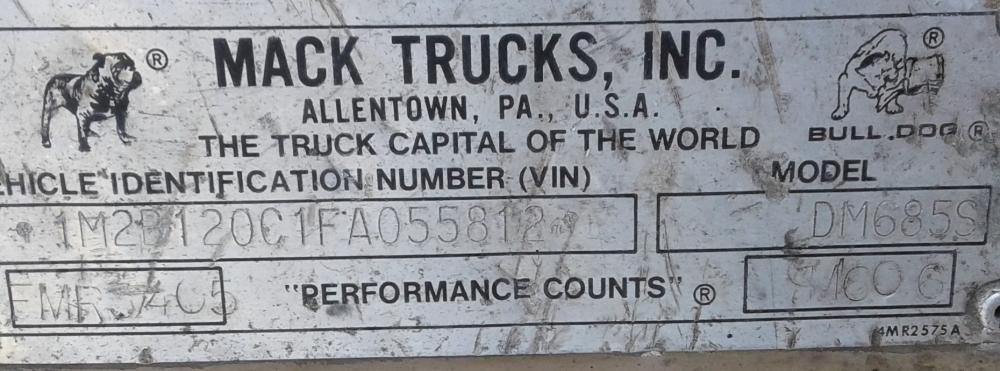 MACK TRUCKS, INC.
ALLENTOWN, PA., U.S.A.
THE TRUCK CAPITAL OF THE WORLD
BULL.DOG ®
HICLE IDENTIFICATION NUMBER (VIN)
MODEL
1M2B120C1FA055812
DM685S
"PERFORMANCE COUNTS" ®
4MR2575A